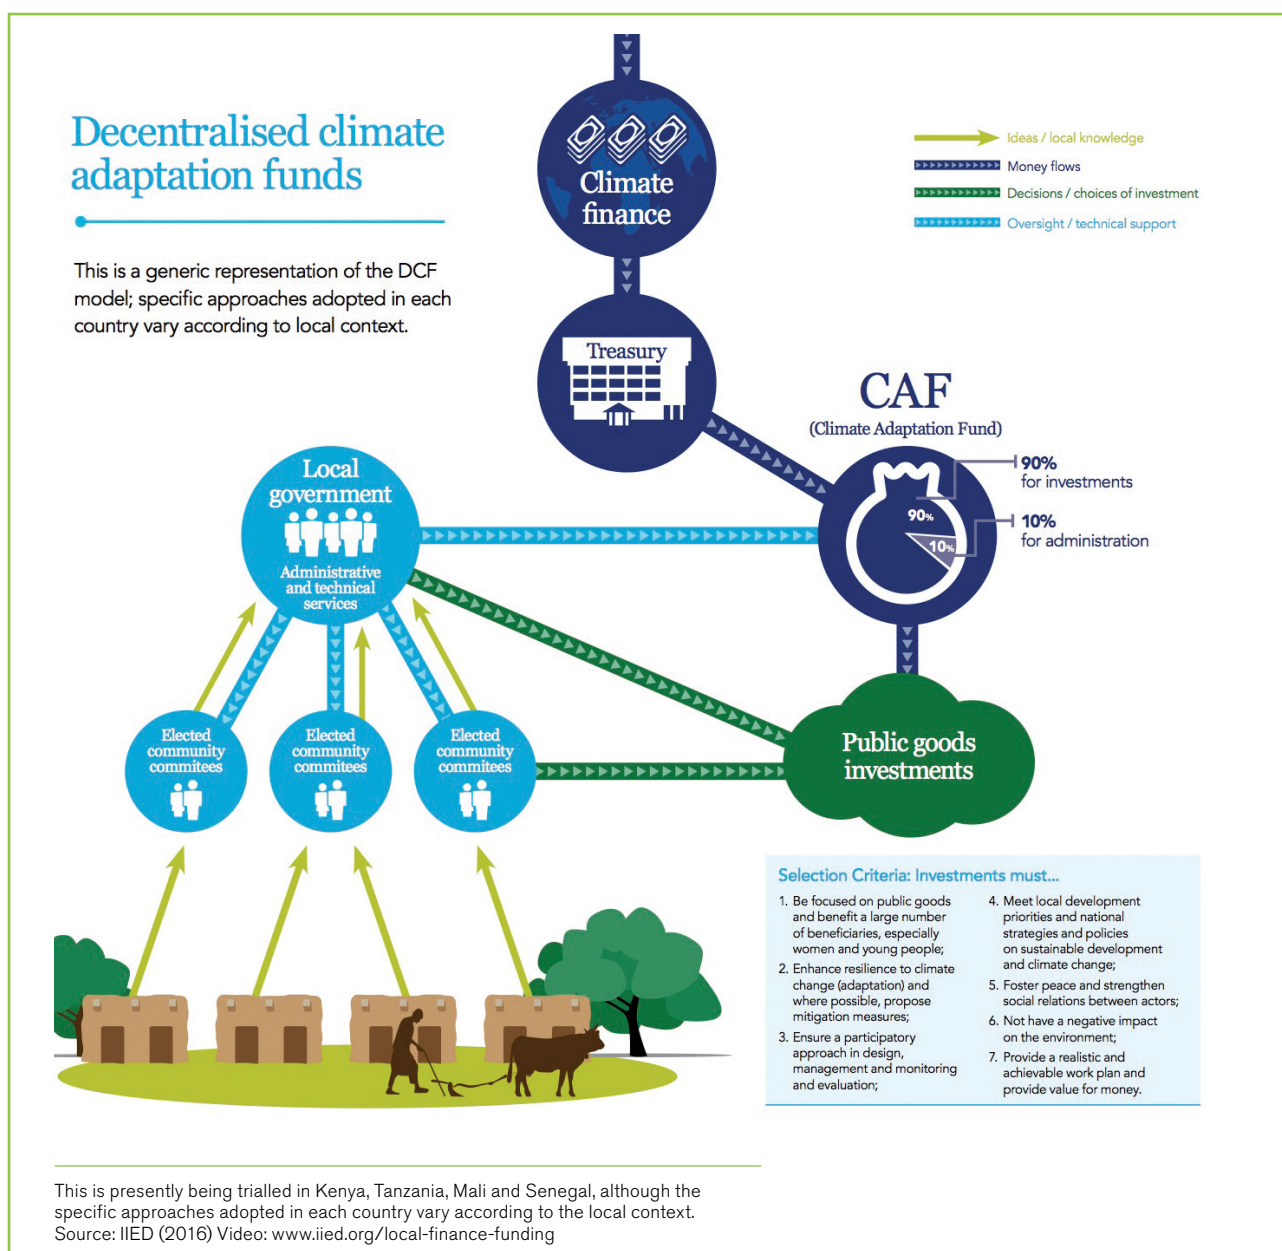 Decentralised climate
adaptation funds
This is a generic representation of the DCF
model; specific approaches adopted in each
country vary according to local context.
Climate
finance
Ideas / local knowledge
Money flows
Decisions / choices of investment
Oversight / technical support
Treasury
CAF
(Climate Adaptation Fund)
90%
for investments
90%
10%
for administration
10%
Local
government
Administrative
and technical
services
Elected
community
commitees
Elected
community
commitees
Elected
community
commitees
Public goods
investments
Selection Criteria: Investments must...
1. Be focused on public goods
and benefit a large number
of beneficiaries, especially
women and young people;
2. Enhance resilience to climate
change (adaptation) and
where possible, propose
mitigation measures;
3. Ensure a participatory
approach in design,
management and monitoring
and evaluation;
4. Meet local development
priorities and national
strategies and policies
on sustainable development
and climate change;
5. Foster peace and strengthen
social relations between actors;
6. Not have a negative impact
on the environment;
7. Provide a realistic and
achievable work plan and
provide value for money.
This is presently being trialled in Kenya, Tanzania, Mali and Senegal, although the
specific approaches adopted in each country vary according to the local context.
Source: IIED (2016) Video: www.iied.org/local-finance-funding